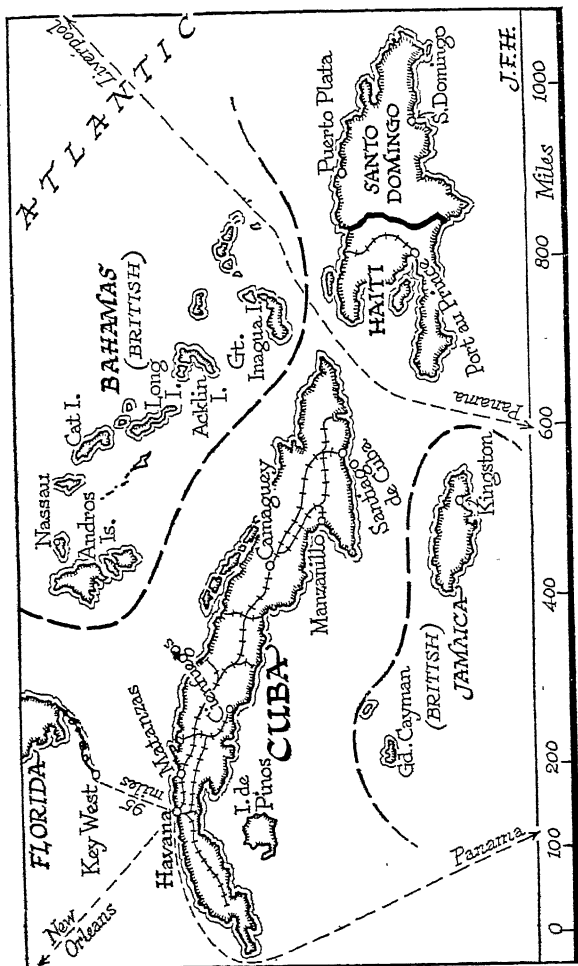 ATLANTIC
Liverpool
FLORIDA
New
Orleans
Key West
95
miles
Havana
Matanzas
Cienfuegos
I. de
Pinos
CUBA
Camaguey
Manzanillo
Santiago
de Cuba
Nassau
Andros
Is.
Cat I.
BAHAMAS
(BRITISH)
Long
I.
Acklin
I.
Gt.
Inagua I.
HAITI
Port au Prince
Puerto Plata
SANTO
DOMINGO
S. Domingo
Gd. Cayman
(BRITISH)
JAMAICA
Kingston
Panama
Panama
J.F.H.
0
100
200
400
600
800
Miles
1000